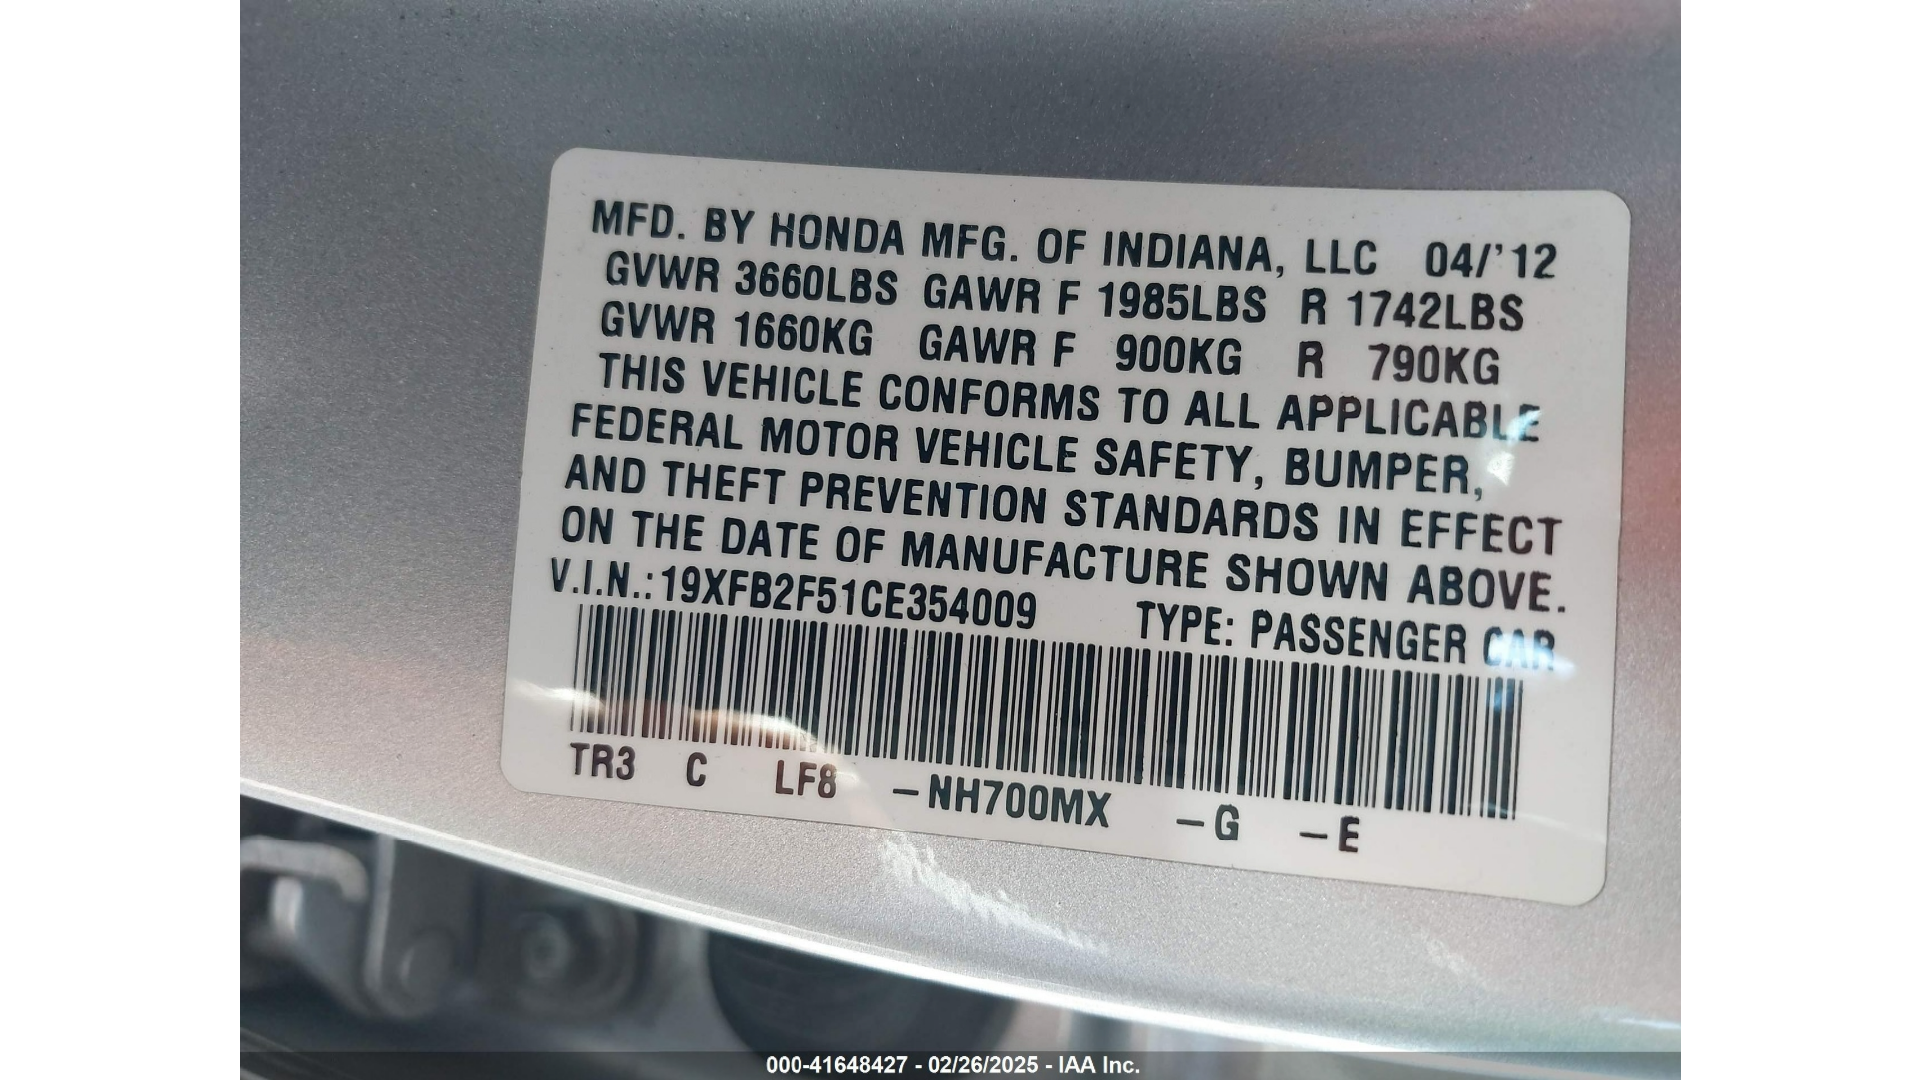 MFD. BY HONDA MFG. OF INDIANA, LLC 04/'12
GVWR 3660LBS GAWR F 1985LBS R 1742LBS
GVWR 1660KG GAWR F 900KG R 790KG
THIS VEHICLE CONFORMS TO ALL APPLICABLE
FEDERAL MOTOR VEHICLE SAFETY, BUMPER,
AND THEFT PREVENTION STANDARDS IN EFFECT
ON THE DATE OF MANUFACTURE SHOWN ABOVE.
V.I.N.:19XFB2F51CE354009 TYPE: PASSENGER CAR
TR3 C LF8 -NH700MX -G -E
000-41648427 - 02/26/2025 - IAA Inc.